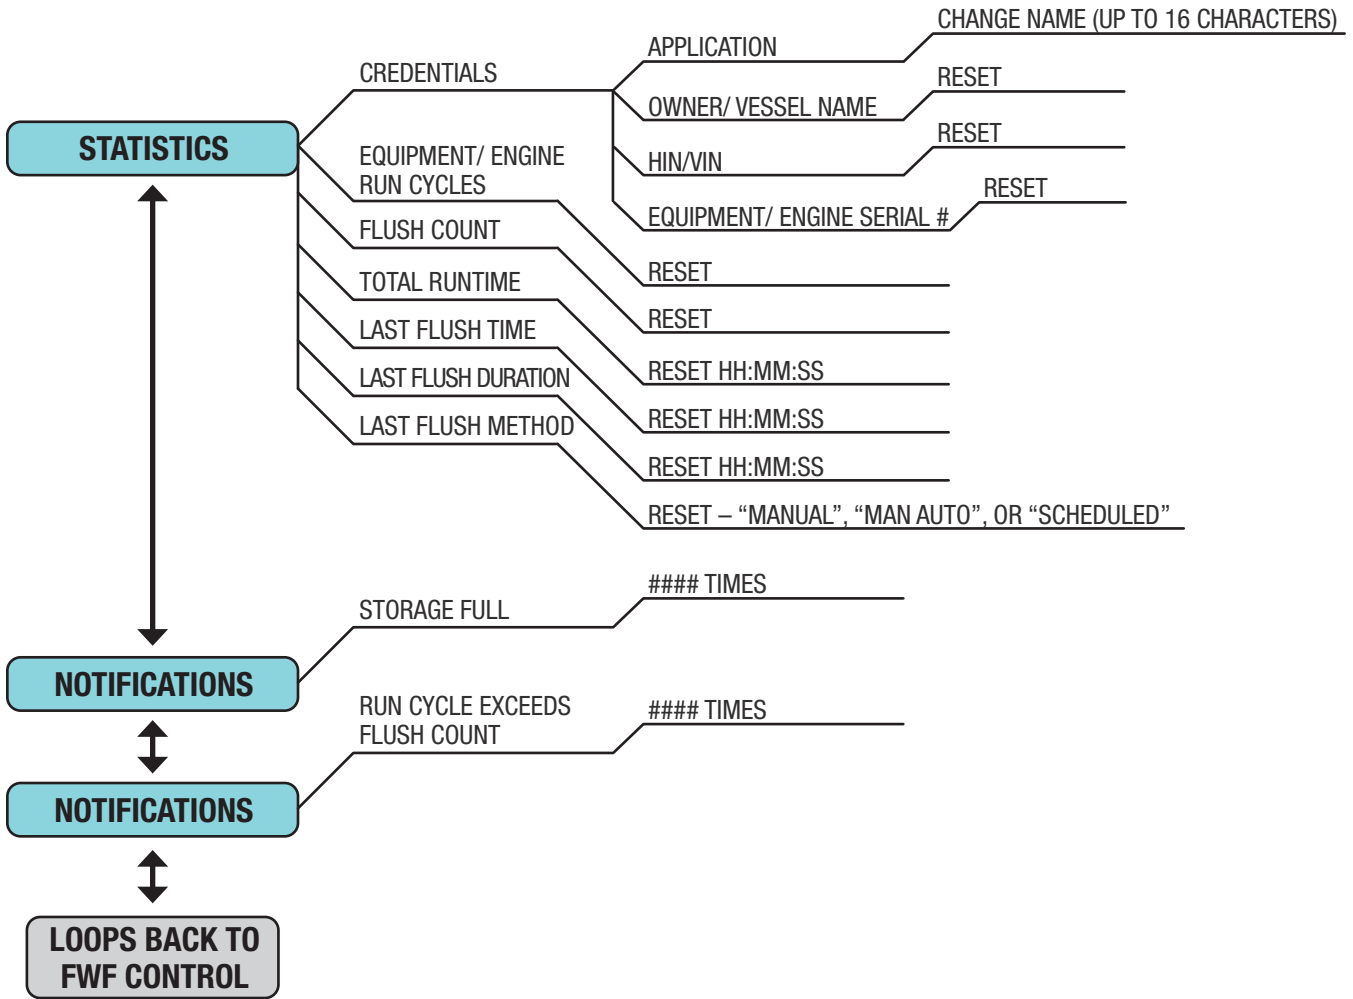 CHANGE NAME (UP TO 16 CHARACTERS)
APPLICATION
CREDENTIALS
RESET
OWNER/ VESSEL NAME
RESET
STATISTICS
EQUIPMENT/ ENGINE
RUN CYCLES
HIN/VIN
RESET
EQUIPMENT/ ENGINE SERIAL #
FLUSH COUNT
RESET
TOTAL RUNTIME
RESET
LAST FLUSH TIME
RESET HH:MM:SS
LAST FLUSH DURATION
RESET HH:MM:SS
LAST FLUSH METHOD
RESET HH:MM:SS
RESET – “MANUAL”, “MAN AUTO”, OR “SCHEDULED”
#### TIMES
STORAGE FULL
NOTIFICATIONS
RUN CYCLE EXCEEDS
FLUSH COUNT
#### TIMES
NOTIFICATIONS
LOOPS BACK TO
FWF CONTROL